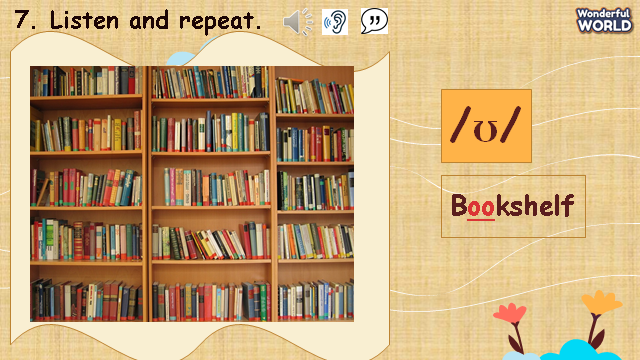 7. Listen and repeat.
Wonderful
WORLD
/ʊ/
Bookshelf